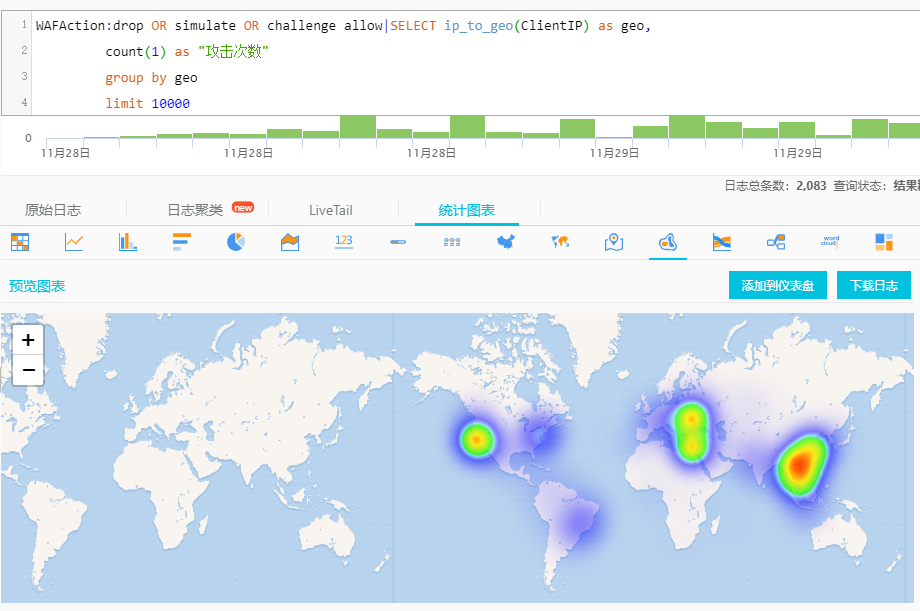 1 WAFAction:drop OR simulate OR challenge allow|SELECT ip_to_geo(ClientIP) as geo,
2 count(1) as "攻击次数"
3 group by geo
4 limit 10000
0
11月28日 11月28日 11月28日 11月29日 11月29日
日志总条数: 2,083 查询状态: 结果
原始日志 日志聚类 new LiveTail 统计图表
123 word cloud
预览图表 添加到仪表盘 下载日志
+
−